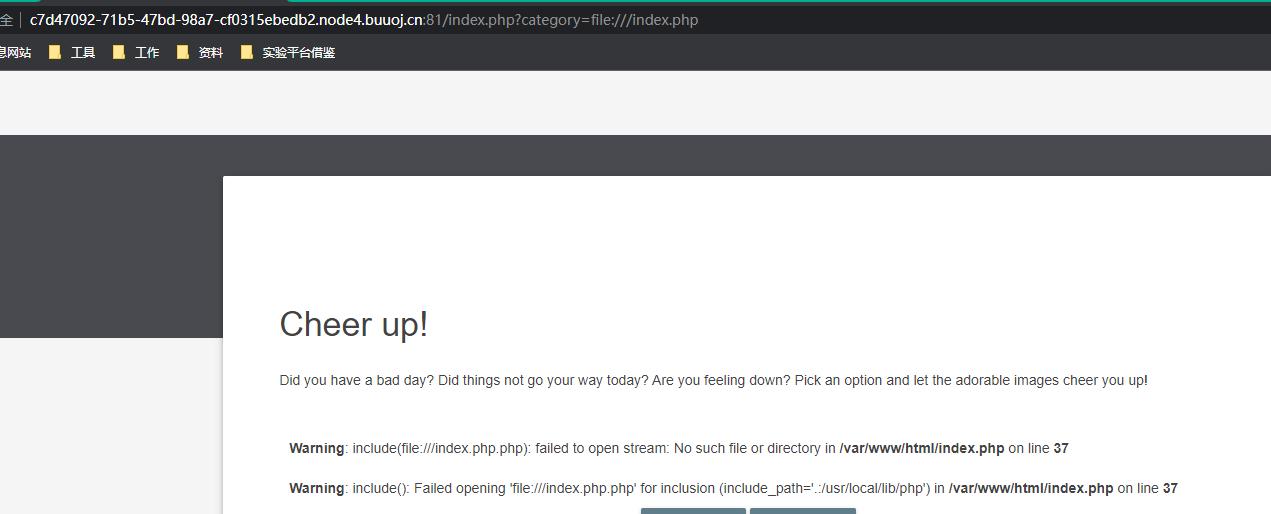 全 c7d47092-71b5-47bd-98a7-cf0315ebedb2.node4.buuoj.cn:81/index.php?category=file:///index.php
息网站 工具 工作 资料 实验平台借鉴
Cheer up!
Did you have a bad day? Did things not go your way today? Are you feeling down? Pick an option and let the adorable images cheer you up!
Warning: include(file:///index.php.php): failed to open stream: No such file or directory in /var/www/html/index.php on line 37
Warning: include(): Failed opening 'file:///index.php.php' for inclusion (include_path='.:/usr/local/lib/php') in /var/www/html/index.php on line 37